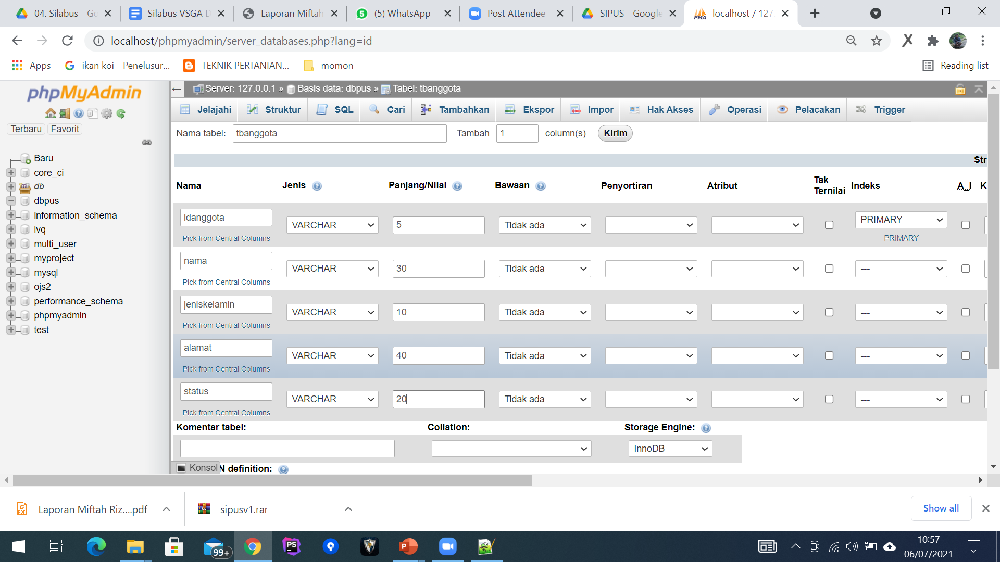 04. Silabus - Go
Silabus VSGA D
Laporan Miftah
(5) WhatsApp
Post Attendee -
SIPUS - Google
localhost / 127
localhost/phpmyadmin/server_databases.php?lang=id
Apps
ikan koi - Penelusur...
TEKNIK PERTANIAN...
momon
Reading list
phpMyAdmin
Terbaru
Favorit
Baru
core_ci
db
dbpus
information_schema
lvq
multi_user
myproject
mysql
ojs2
performance_schema
phpmyadmin
test
Server: 127.0.0.1 » Basis data: dbpus » Tabel: tbanggota
Jelajahi
Struktur
SQL
Cari
Tambahkan
Ekspor
Impor
Hak Akses
Operasi
Pelacakan
Trigger
Nama tabel: tbanggota Tambah 1 column(s) Kirim
Str
Nama Jenis Panjang/Nilai Bawaan Penyortiran Atribut Tak Ternilai Indeks A_I K
idanggota VARCHAR 5 Tidak ada PRIMARY
Pick from Central Columns PRIMARY
nama VARCHAR 30 Tidak ada ---
Pick from Central Columns
jeniskelamin VARCHAR 10 Tidak ada ---
Pick from Central Columns
alamat VARCHAR 40 Tidak ada ---
Pick from Central Columns
status VARCHAR 20 Tidak ada ---
Pick from Central Columns
Komentar tabel: Collation: Storage Engine:
InnoDB
Konsol N definition:
Laporan Miftah Riz....pdf
sipusv1.rar
Show all
99+
10:57
06/07/2021